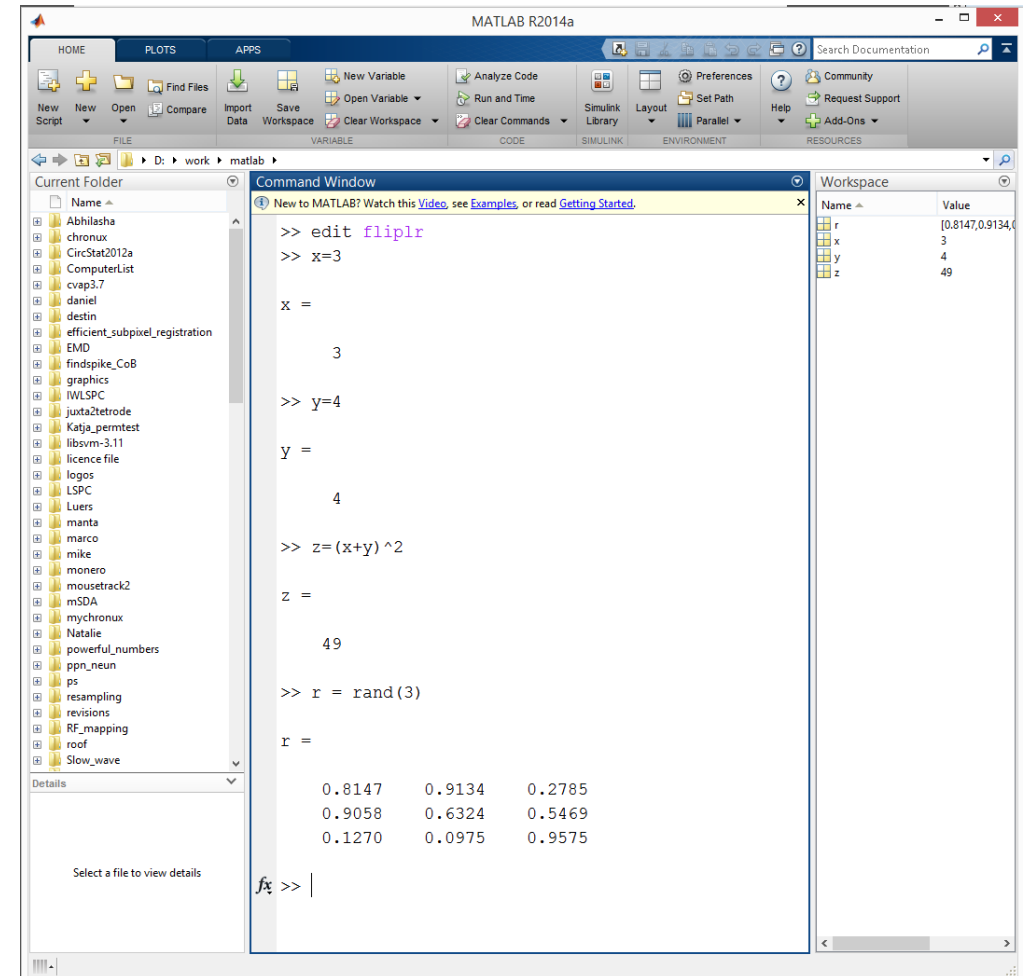 MATLAB R2014a
HOME PLOTS APPS Search Documentation
New Script
New
Open
Find Files
Compare
Import Data
Save Workspace
New Variable
Open Variable
Clear Workspace
Analyze Code
Run and Time
Clear Commands
Simulink Library
Layout
Preferences
Set Path
Parallel
Help
Community
Request Support
Add-Ons
FILE VARIABLE CODE SIMULINK ENVIRONMENT RESOURCES
D: work matlab
Current Folder
Name
Abhilasha
chronux
CircStat2012a
ComputerList
cvap3.7
daniel
destin
efficient_subpixel_registration
EMD
findspike_CoB
graphics
IWLSPC
juxta2tetrode
Katja_permtest
libsvm-3.11
licence file
logos
LSPC
Luers
manta
marco
mike
monero
mousetrack2
mSDA
mychronux
Natalie
powerful_numbers
ppn_neun
ps
resampling
revisions
RF_mapping
roof
Slow_wave
Details
Select a file to view details
Command Window
New to MATLAB? Watch this Video, see Examples, or read Getting Started.
>> edit fliplr
>> x=3
x =
3
>> y=4
y =
4
>> z=(x+y)^2
z =
49
>> r = rand(3)
r =
0.8147 0.9134 0.2785
0.9058 0.6324 0.5469
0.1270 0.0975 0.9575
fx >>
Workspace
Name Value
r [0.8147,0.9134,0
x 3
y 4
z 49